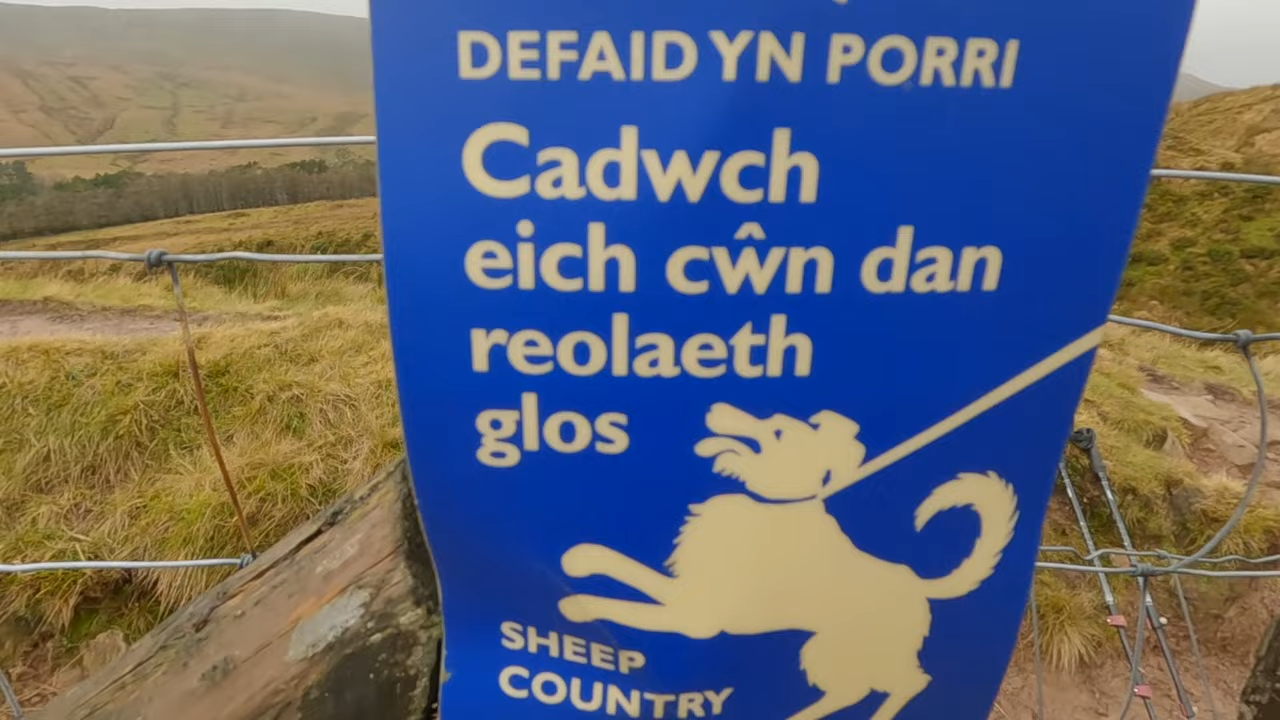 DEFAID YN PORRI
Cadwch
eich cŵn dan
reolaeth
glos
SHEEP
COUNTRY